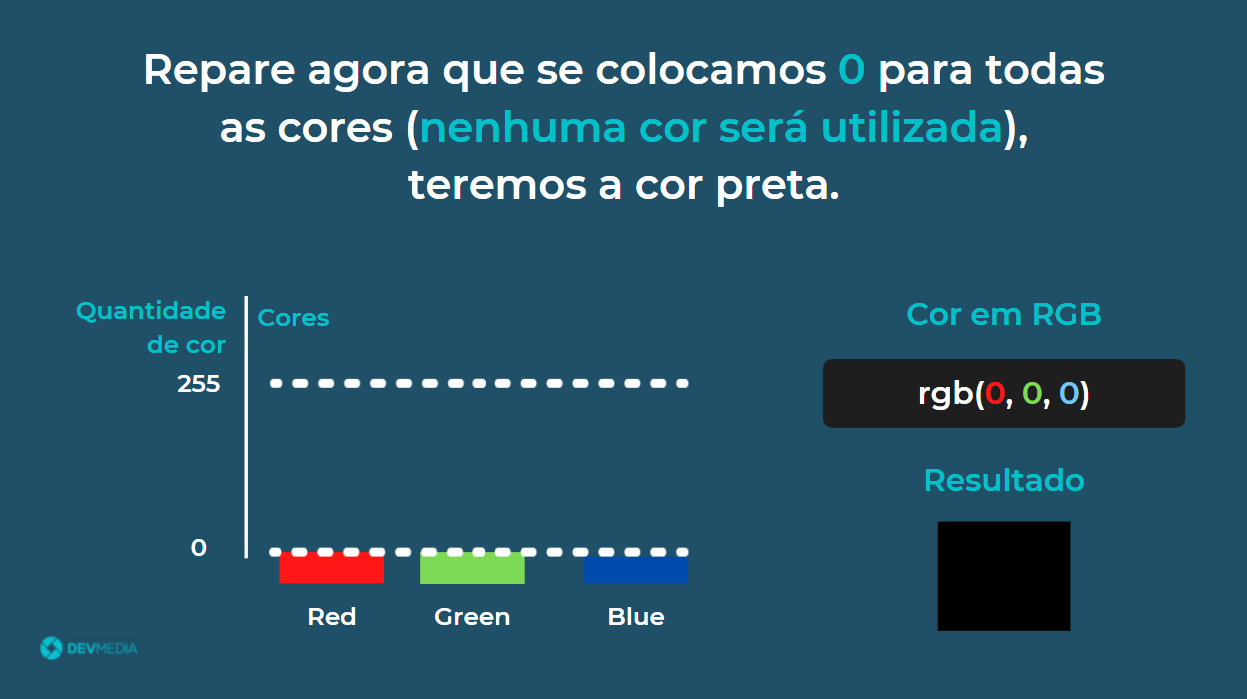 Repare agora que se colocamos 0 para todas
as cores (nenhuma cor será utilizada),
teremos a cor preta.
Quantidade
de cor
Cores
255
0
Red
Green
Blue
Cor em RGB
rgb(0, 0, 0)
Resultado
DEVMEDIA